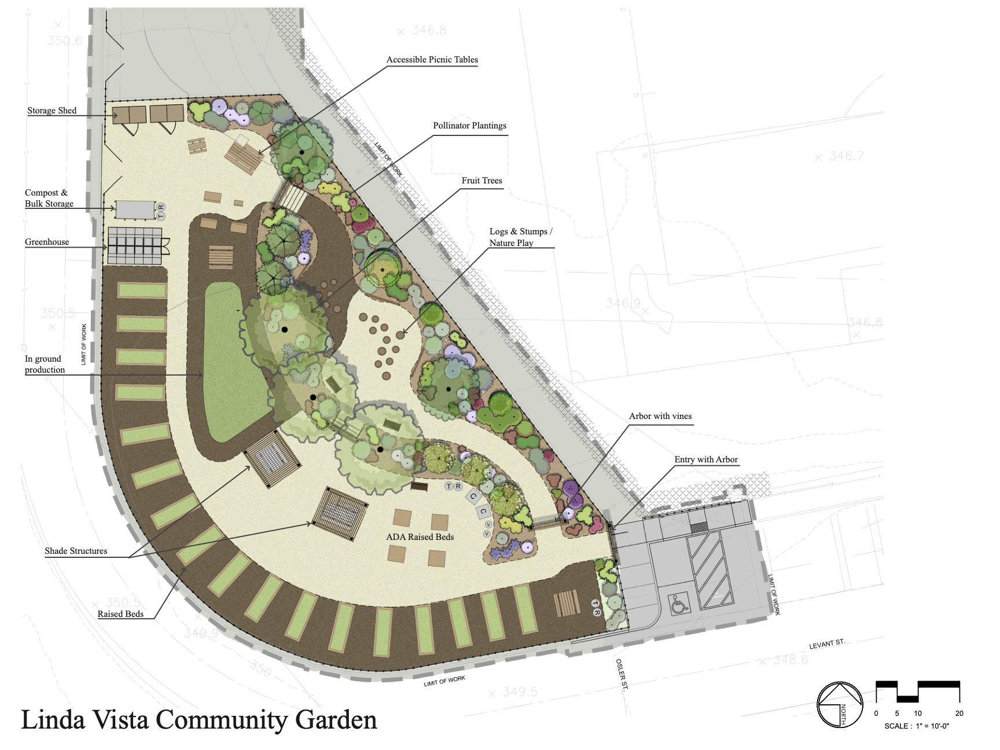 350.6
346.8
Accessible Picnic Tables
Storage Shed
Pollinator Plantings
LIMIT OF WORK
346.7
Fruit Trees
Compost &
Bulk Storage
R
T
Logs & Stumps /
Nature Play
Greenhouse
350.5
346.9
346.8
LIMIT OF WORK
In ground
production
Arbor with vines
Entry with Arbor
T R
C
C
V
V
ADA Raised Beds
Shade Structures
LIMIT OF WORK
350.5
Raised Beds
T
R
349.9
350
LEVANT ST.
348.6
OSLER ST.
LIMIT OF WORK
349.5
Linda Vista Community Garden
NORTH
0 5 10 20
SCALE : 1" = 10'-0"